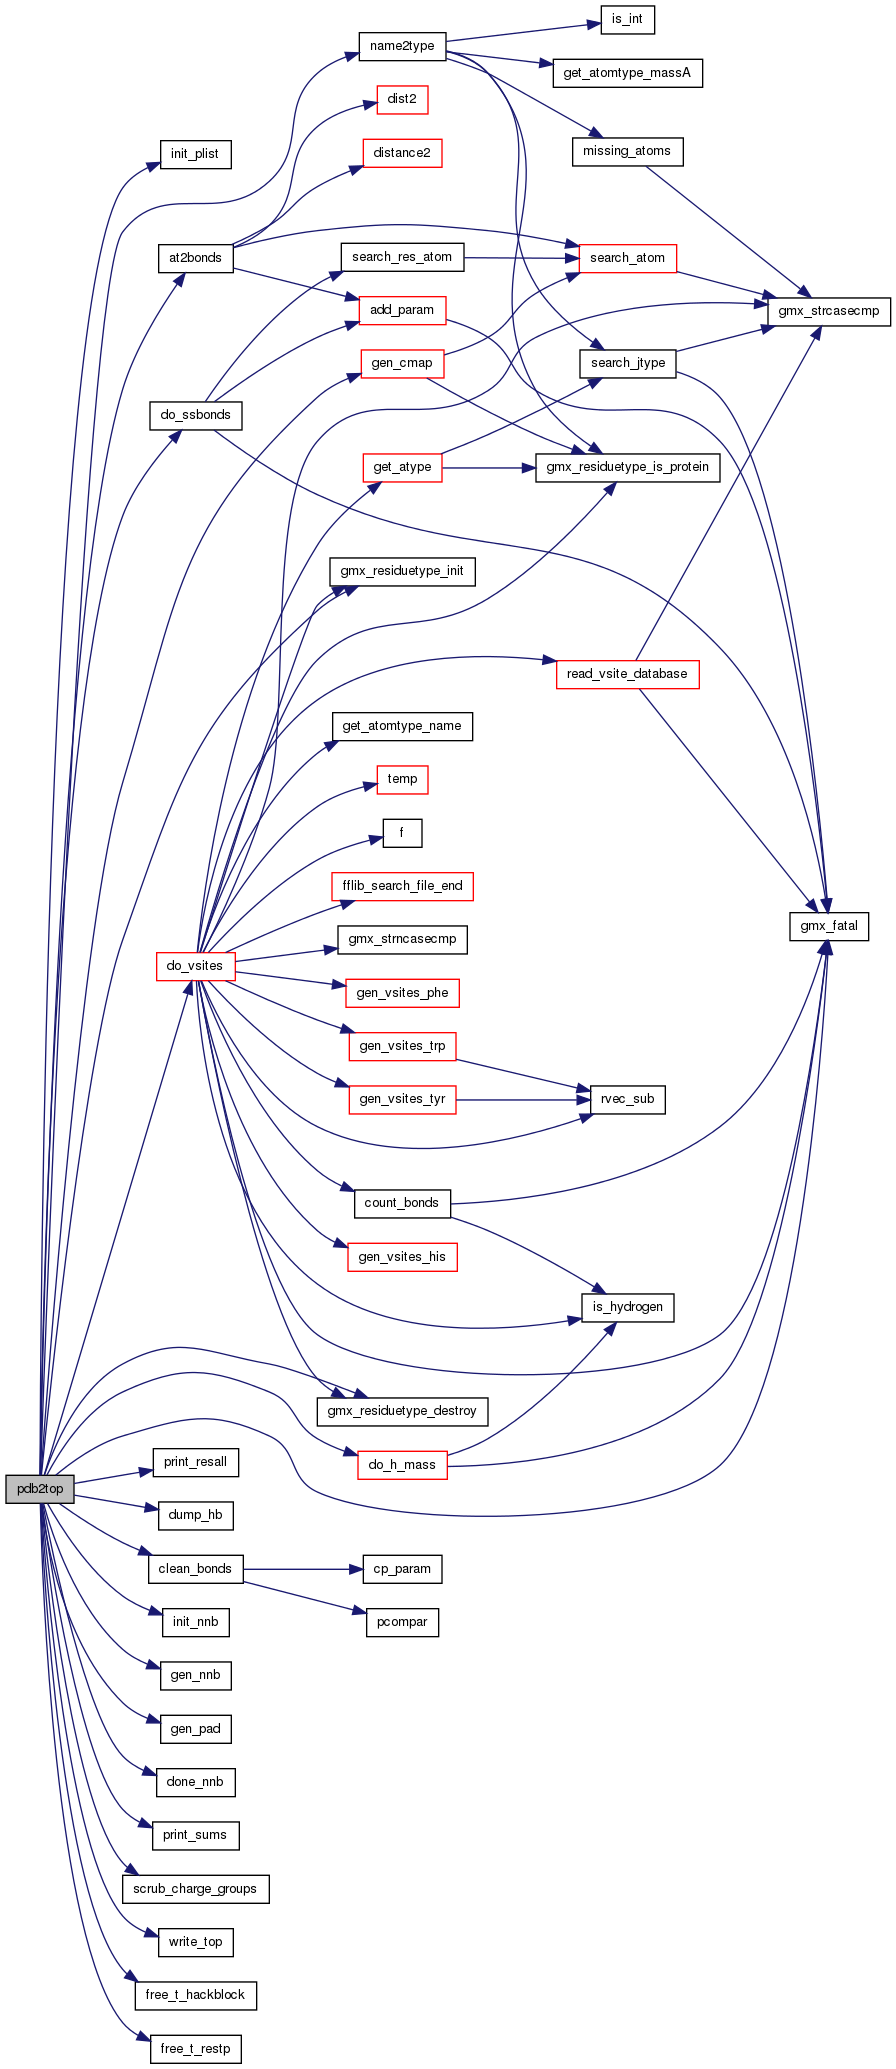 is_int
name2type
get_atomtype_massA
dist2
missing_atoms
init_plist
distance2
at2bonds
search_res_atom
search_atom
add_param
gmx_strcasecmp
gen_cmap
search_jtype
do_ssbonds
get_atype
gmx_residuetype_is_protein
gmx_residuetype_init
read_vsite_database
get_atomtype_name
temp
f
fflib_search_file_end
gmx_fatal
gmx_strncasecmp
do_vsites
gen_vsites_phe
gen_vsites_trp
gen_vsites_tyr
rvec_sub
count_bonds
gen_vsites_his
is_hydrogen
gmx_residuetype_destroy
print_resall
do_h_mass
pdb2top
dump_hb
clean_bonds
cp_param
init_nnb
pcompar
gen_nnb
gen_pad
done_nnb
print_sums
scrub_charge_groups
write_top
free_t_hackblock
free_t_restp